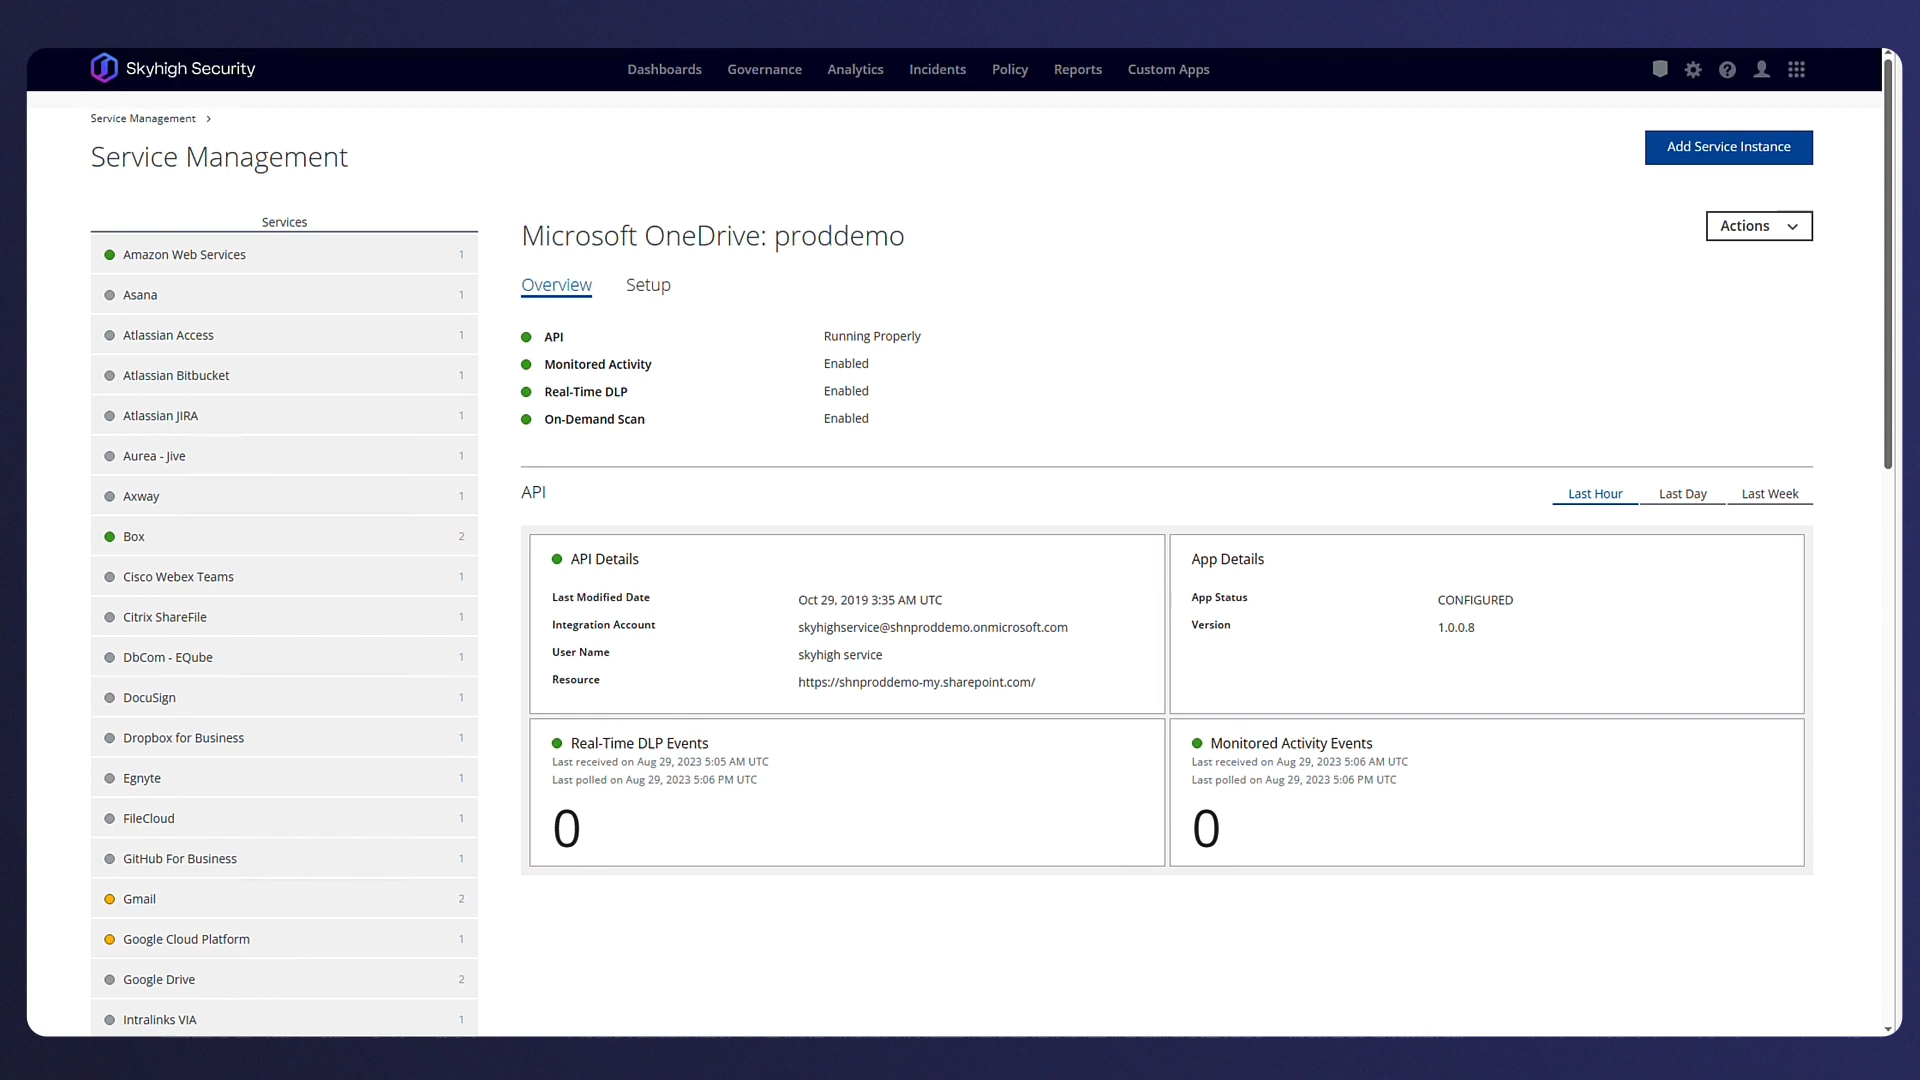 Skyhigh Security
Dashboards Governance Analytics Incidents Policy Reports Custom Apps
Service Management >
Service Management
Add Service Instance
Services
Amazon Web Services 1
Asana 1
Atlassian Access 1
Atlassian Bitbucket 1
Atlassian JIRA 1
Aurea - Jive 1
Axway 1
Box 2
Cisco Webex Teams 1
Citrix ShareFile 1
DbCom - EQube 1
DocuSign 1
Dropbox for Business 1
Egnyte 1
FileCloud 1
GitHub For Business 1
Gmail 2
Google Cloud Platform 1
Google Drive 2
Intralinks VIA 1
Microsoft OneDrive: proddemo
Actions
Overview Setup
API Running Properly
Monitored Activity Enabled
Real-Time DLP Enabled
On-Demand Scan Enabled
API
Last Hour Last Day Last Week
API Details
Last Modified Date Oct 29, 2019 3:35 AM UTC
Integration Account skyhighservice@shnproddemo.onmicrosoft.com
User Name skyhigh service
Resource https://shnproddemo-my.sharepoint.com/
App Details
App Status CONFIGURED
Version 1.0.0.8
Real-Time DLP Events
Last received on Aug 29, 2023 5:05 AM UTC
Last polled on Aug 29, 2023 5:06 PM UTC
0
Monitored Activity Events
Last received on Aug 29, 2023 5:06 AM UTC
Last polled on Aug 29, 2023 5:06 PM UTC
0